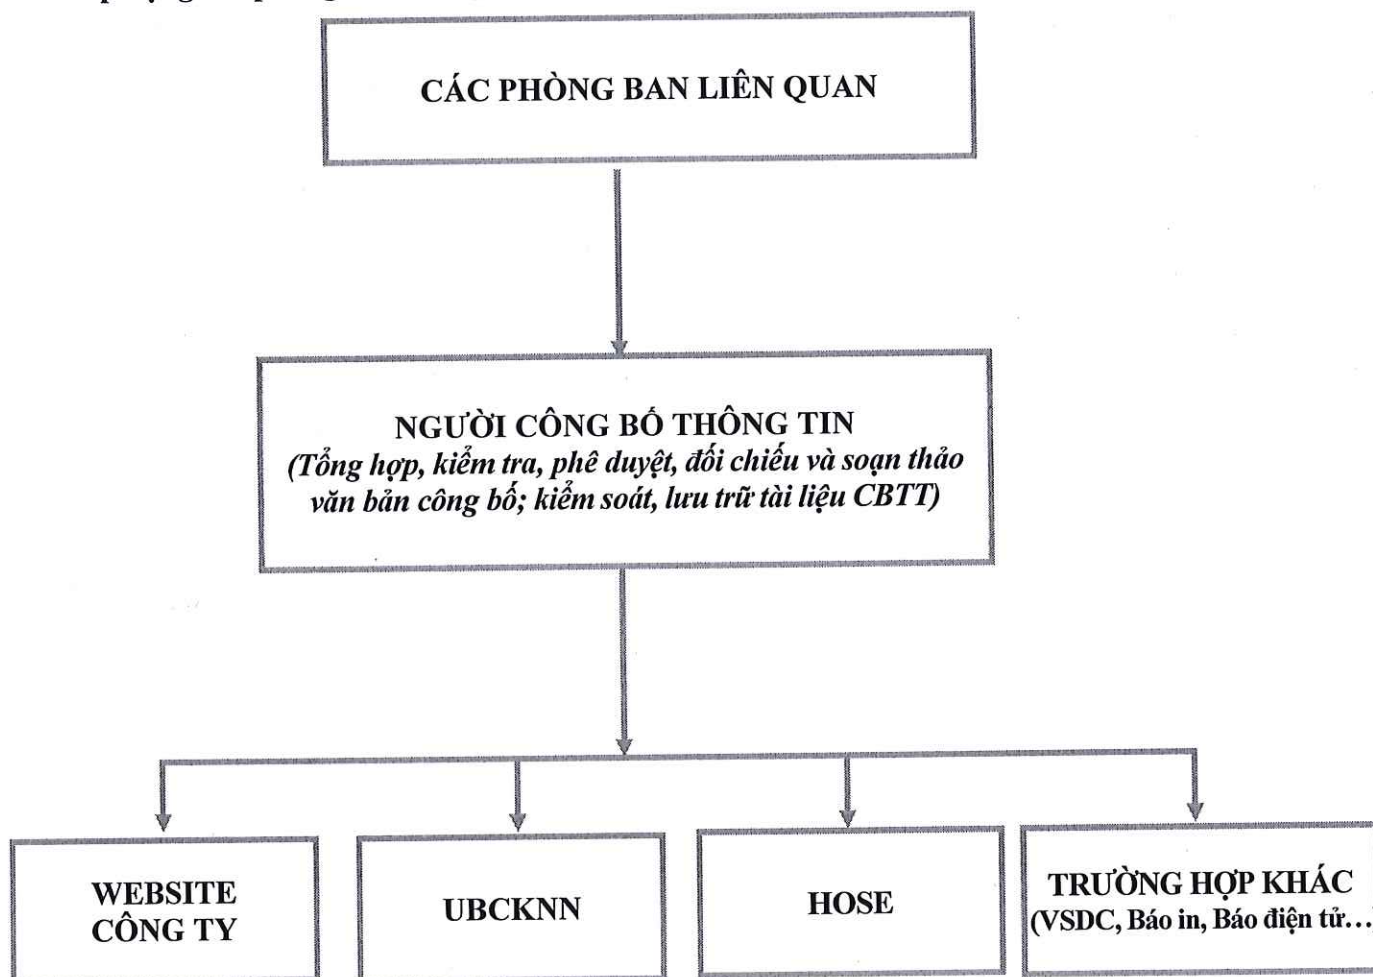 CÁC PHÒNG BAN LIÊN QUAN
NGƯỜI CÔNG BỐ THÔNG TIN
(Tổng hợp, kiểm tra, phê duyệt, đối chiếu và soạn thảo
văn bản công bố; kiểm soát, lưu trữ tài liệu CBTT)
WEBSITE
CÔNG TY
UBCKNN
HOSE
TRƯỜNG HỢP KHÁC
(VSDC, Báo in, Báo điện tử…)